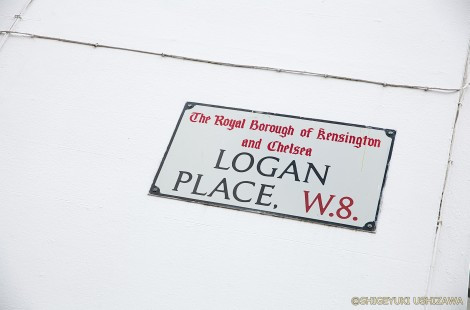 The Royal Borough of Kensington
and Chelsea
LOGAN
PLACE, W.8.
©SHIGEYUKI USHIZAWA